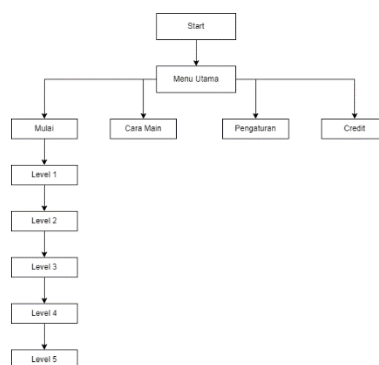 Start
Menu Utama
Mulai
Cara Main
Pengaturan
Credit
Level 1
Level 2
Level 3
Level 4
Level 5